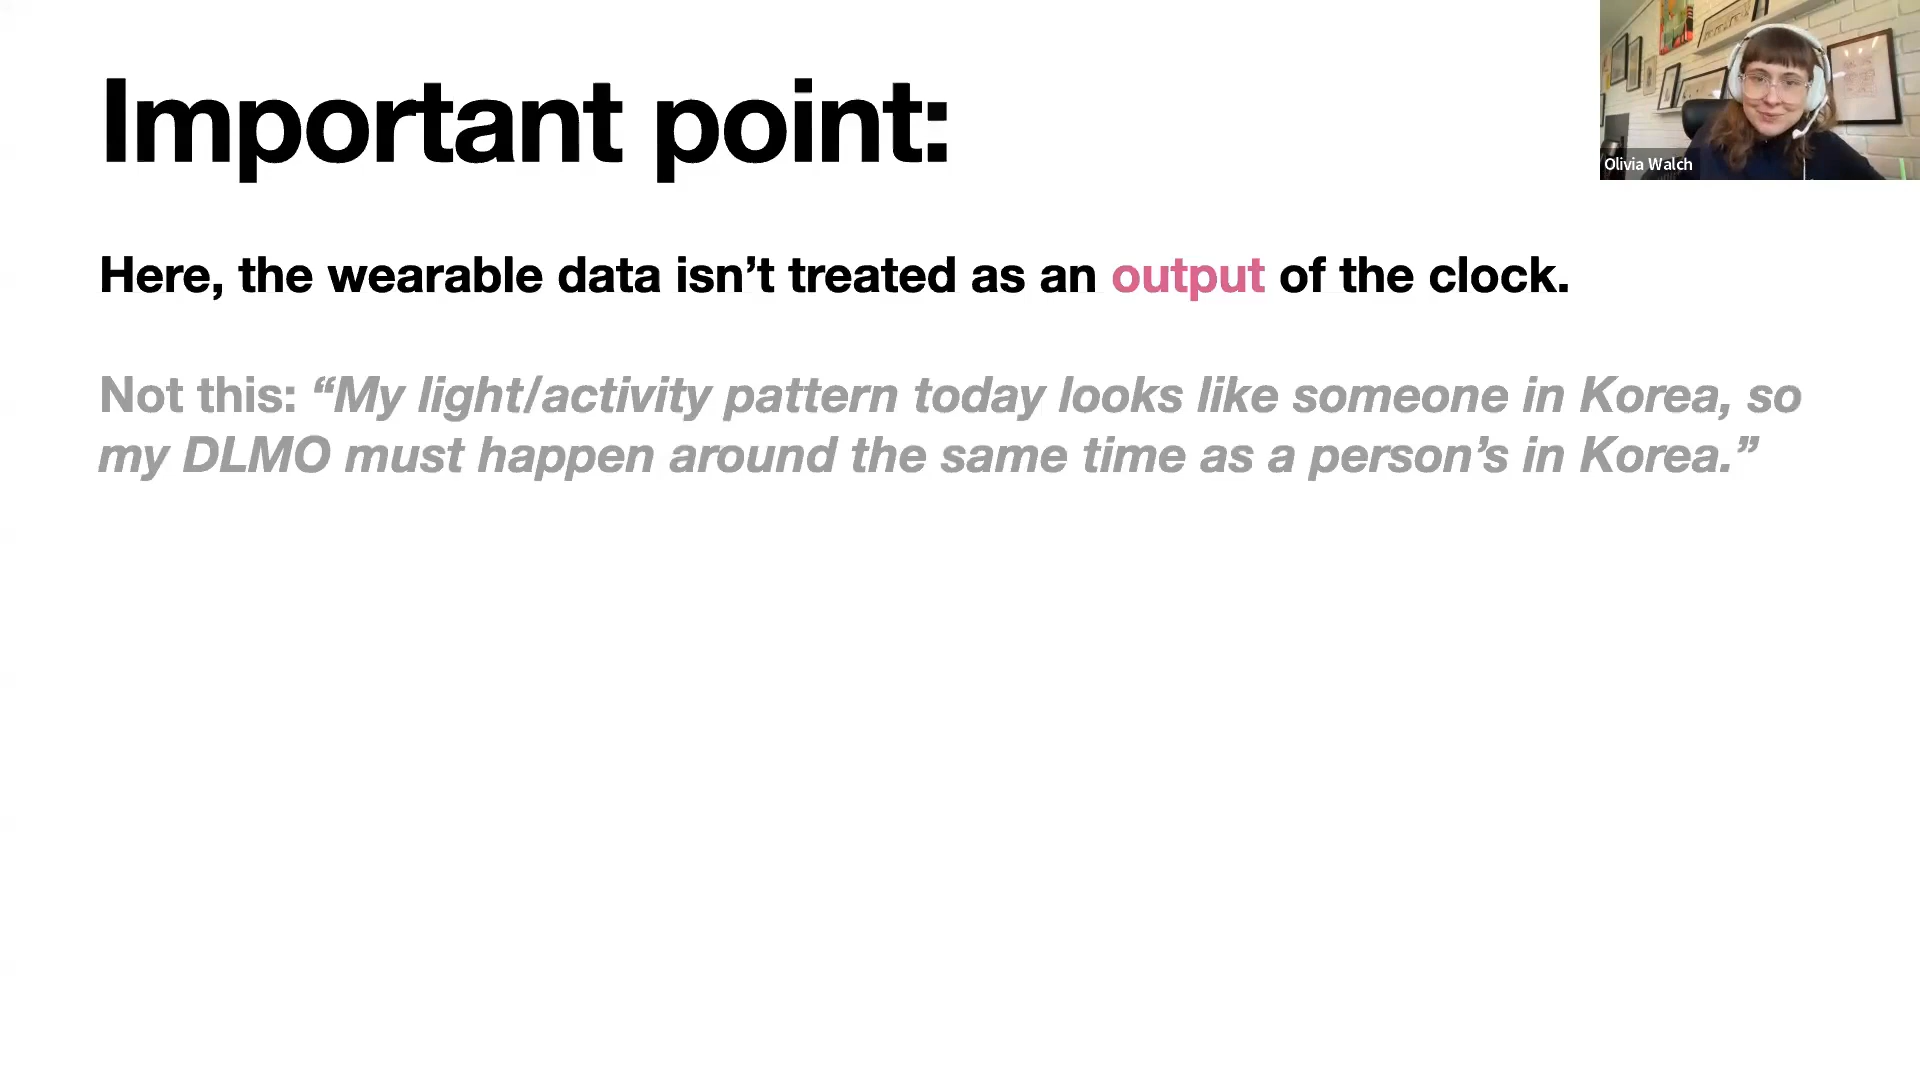 Important point:
Olivia Walch
Here, the wearable data isn’t treated as an output of the clock.
Not this: “My light/activity pattern today looks like someone in Korea, so
my DLMO must happen around the same time as a person’s in Korea.”